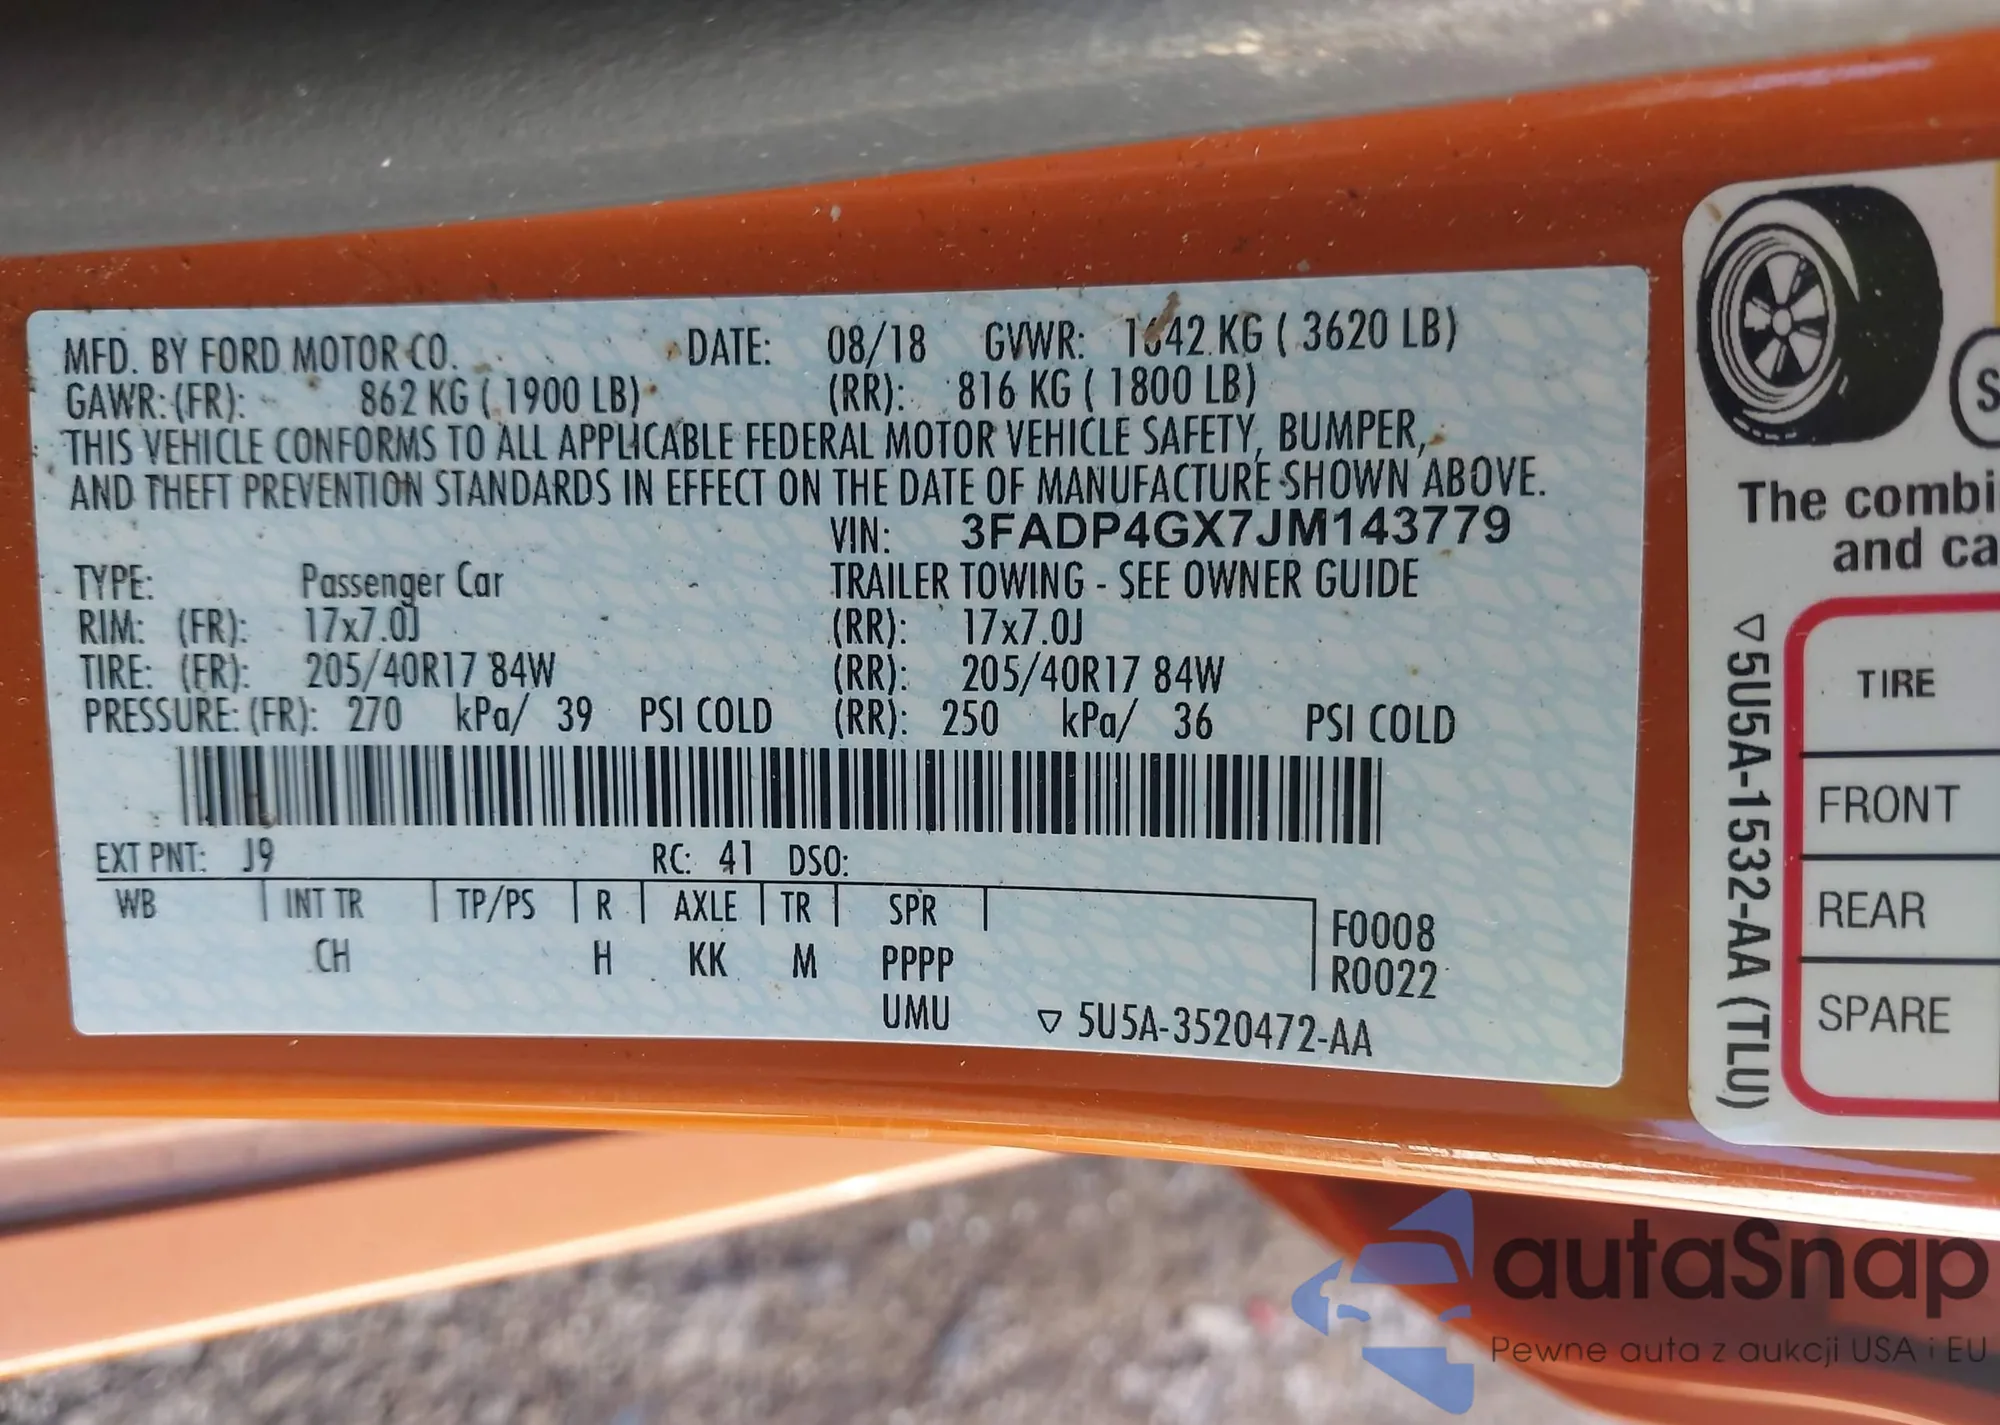 MFD. BY FORD MOTOR CO. DATE: 08/18 GVWR: 1642 KG ( 3620 LB)
GAWR: (FR): 862 KG ( 1900 LB) (RR): 816 KG ( 1800 LB)
THIS VEHICLE CONFORMS TO ALL APPLICABLE FEDERAL MOTOR VEHICLE SAFETY, BUMPER,
AND THEFT PREVENTION STANDARDS IN EFFECT ON THE DATE OF MANUFACTURE SHOWN ABOVE.
VIN: 3FADP4GX7JM143779
TYPE: Passenger Car TRAILER TOWING - SEE OWNER GUIDE
RIM: (FR): 17x7.0J (RR): 17x7.0J
TIRE: (FR): 205/40R17 84W (RR): 205/40R17 84W
PRESSURE: (FR): 270 kPa/ 39 PSI COLD (RR): 250 kPa/ 36 PSI COLD
EXT PNT: J9 RC: 41 DSO:
WB INT TR TP/PS R AXLE TR SPR
CH H KK M PPPP
UMU
F0008
R0022
▽ 5U5A-3520472-AA
S
The combi
and ca
▽5U5A-1532-AA (TLU)
TIRE
FRONT
REAR
SPARE
autaSnap
Pewne auta z aukcji USA i EU